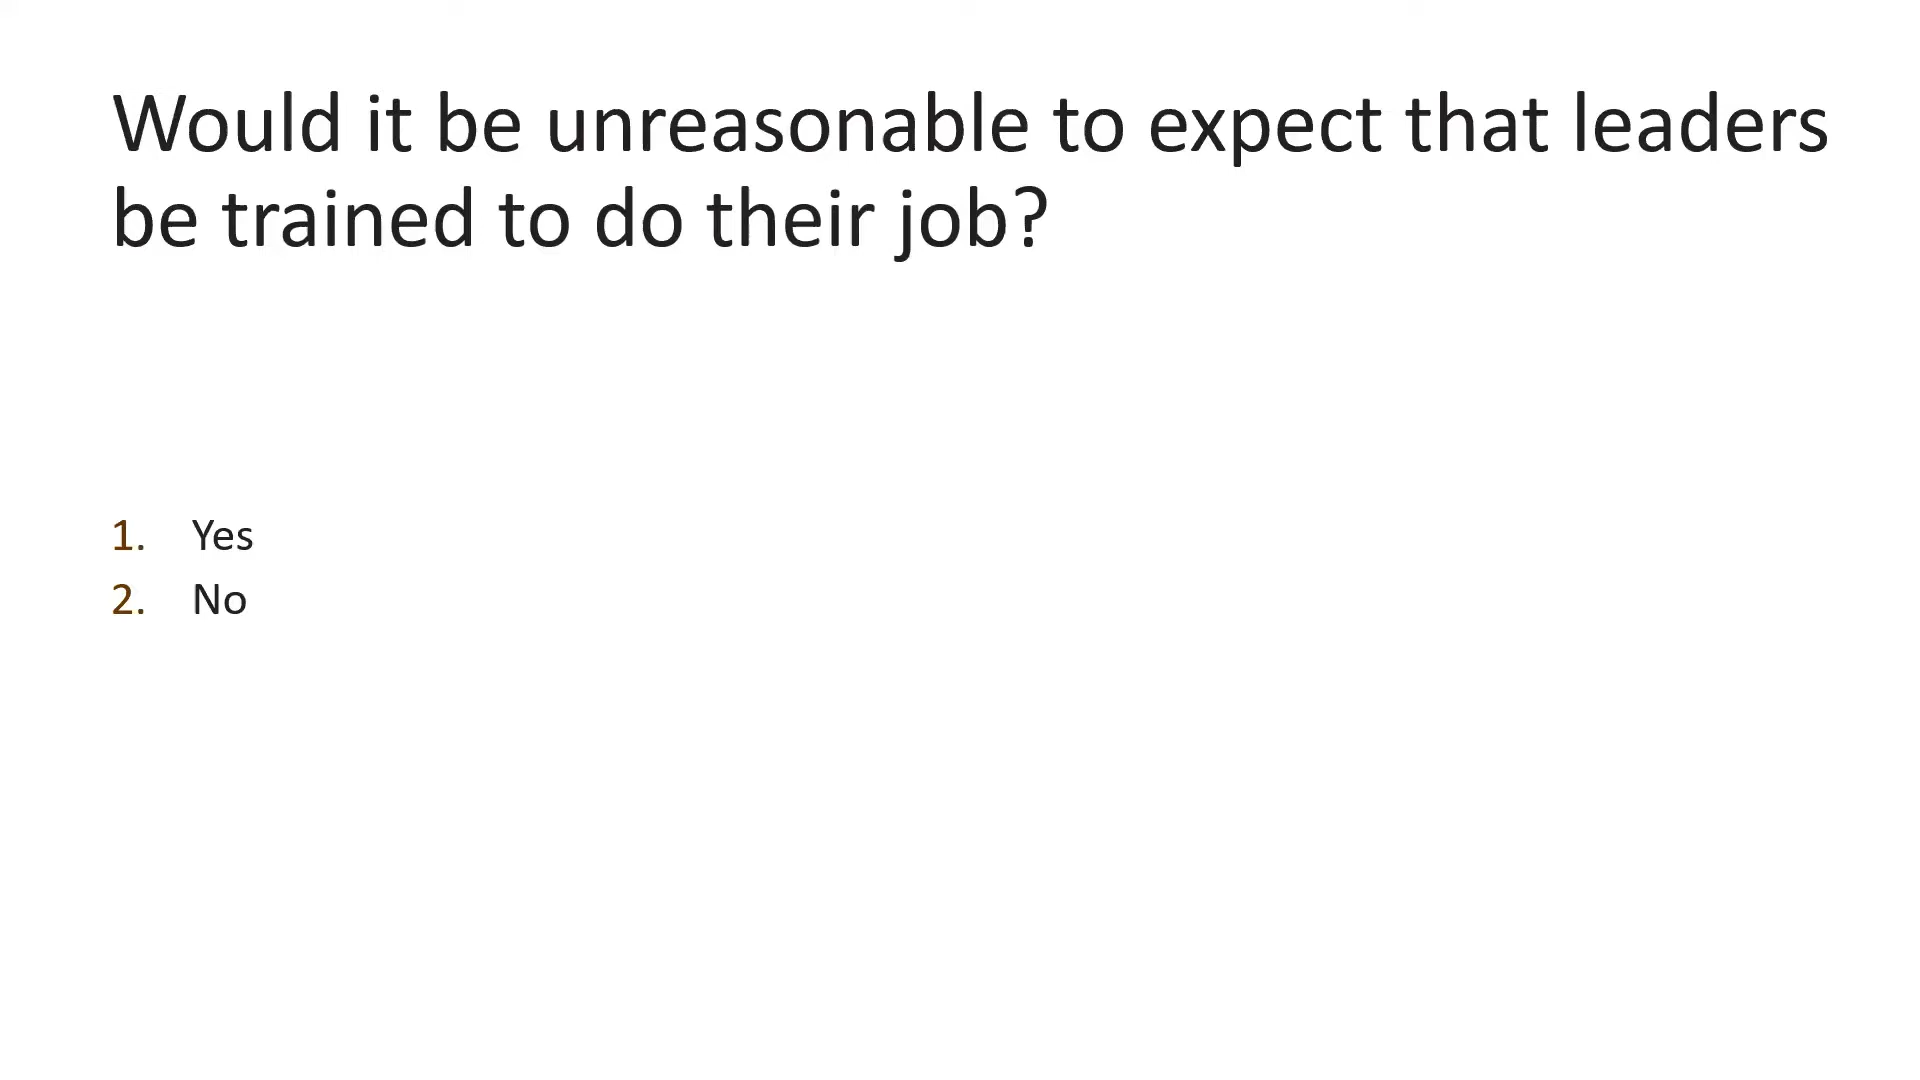 Would it be unreasonable to expect that leaders
be trained to do their job?
1. Yes
2. No